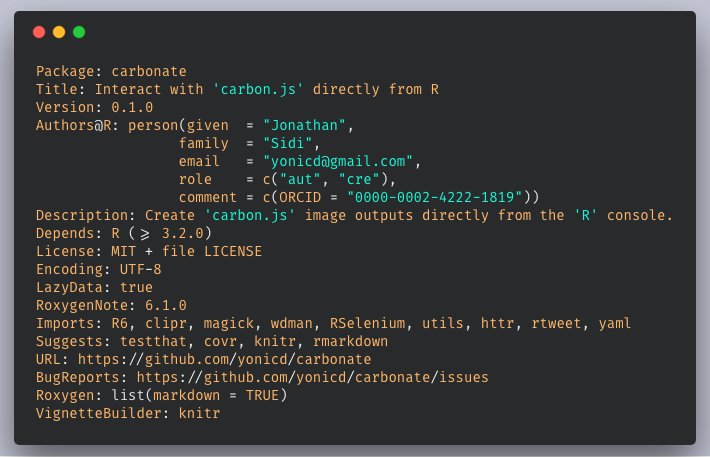 Package: carbonate
Title: Interact with 'carbon.js' directly from R
Version: 0.1.0
Authors@R: person(given  = "Jonathan",
                 family  = "Sidi",
                 email   = "yonicd@gmail.com",
                 role    = c("aut", "cre"),
                 comment = c(ORCID = "0000-0002-4222-1819"))
Description: Create 'carbon.js' image outputs directly from the 'R' console.
Depends: R (>= 3.2.0)
License: MIT + file LICENSE
Encoding: UTF-8
LazyData: true
RoxygenNote: 6.1.0
Imports: R6, clipr, magick, wdman, RSelenium, utils, httr, rtweet, yaml
Suggests: testthat, covr, knitr, rmarkdown
URL: https://github.com/yonicd/carbonate
BugReports: https://github.com/yonicd/carbonate/issues
Roxygen: list(markdown = TRUE)
VignetteBuilder: knitr